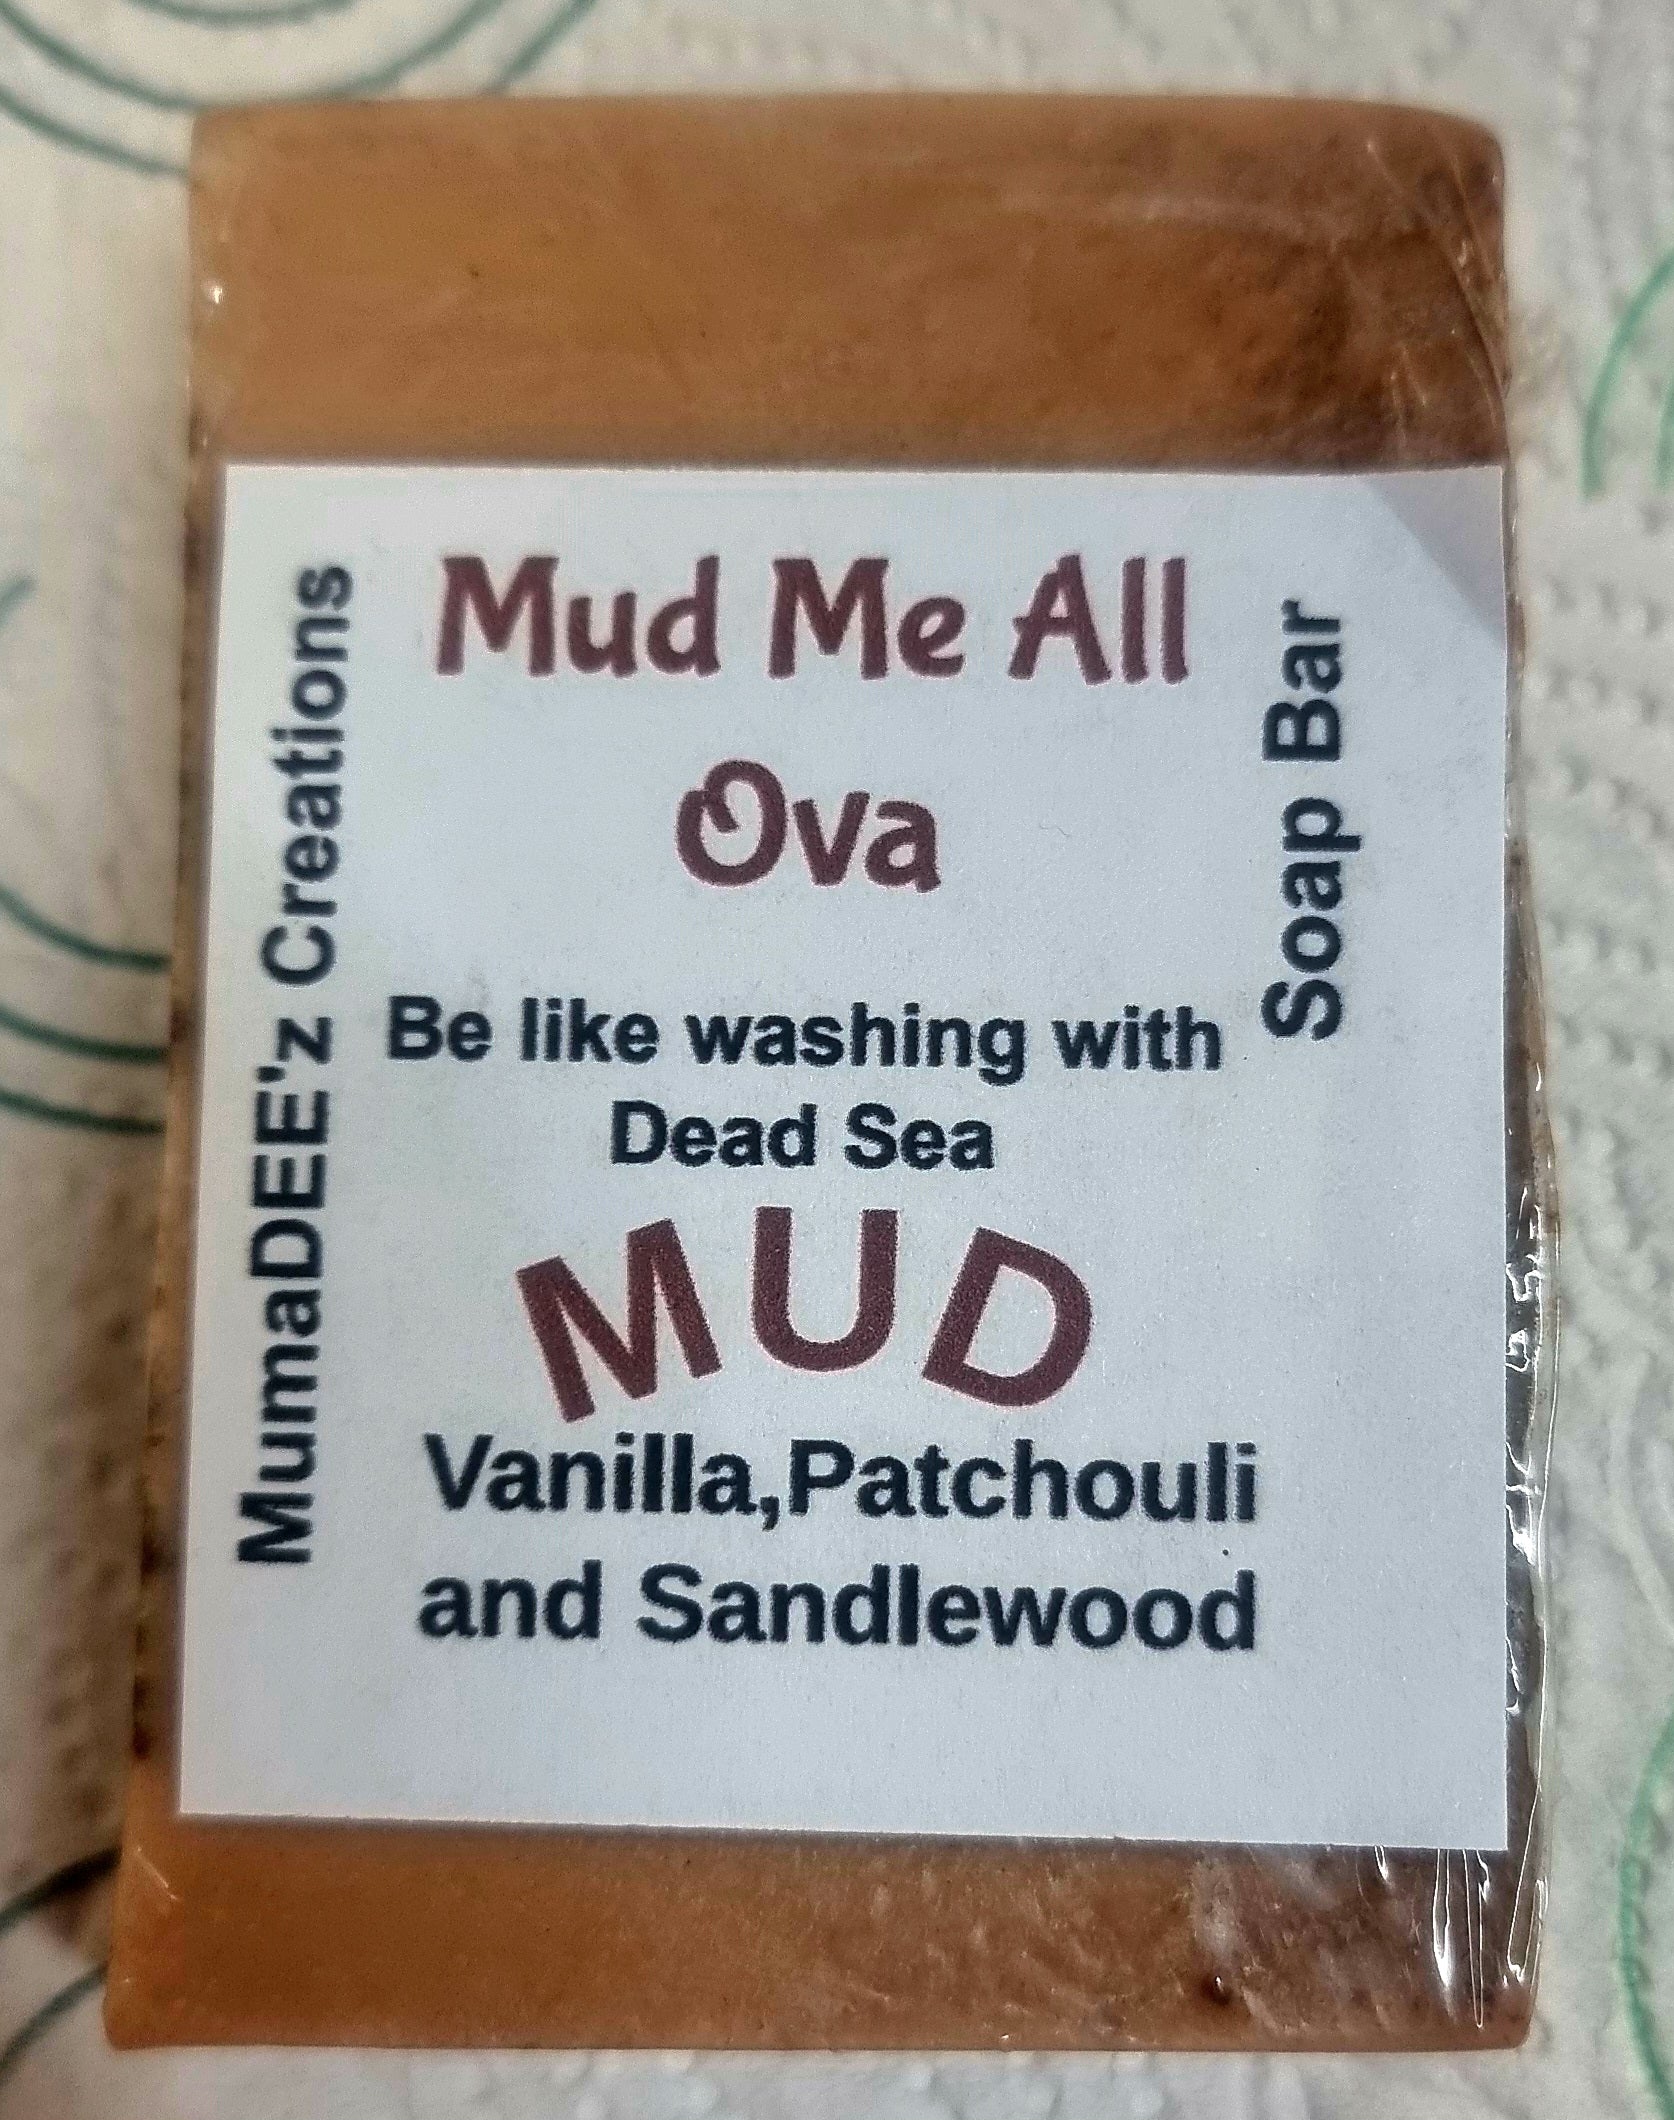 MumaDEE'z Creations
Mud Me All
Ova
Soap Bar
Be like washing with
Dead Sea
MUD
Vanilla,Patchouli
and Sandlewood